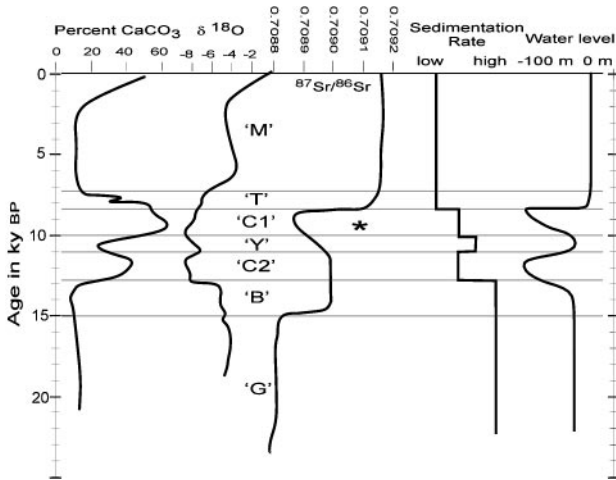 Percent CaCO3 δ 18O
0 20 40 60 80
-8 -6 -4 -2
0.7088
0.7089
0.7090
0.7091
0.7092
87Sr/86Sr
Sedimentation
Rate
low high
Water level
-100 m 0 m
Age in ky BP
0
5
10
15
20
'M'
'T'
'C1'
*
'Y'
'C2'
'B'
'G'